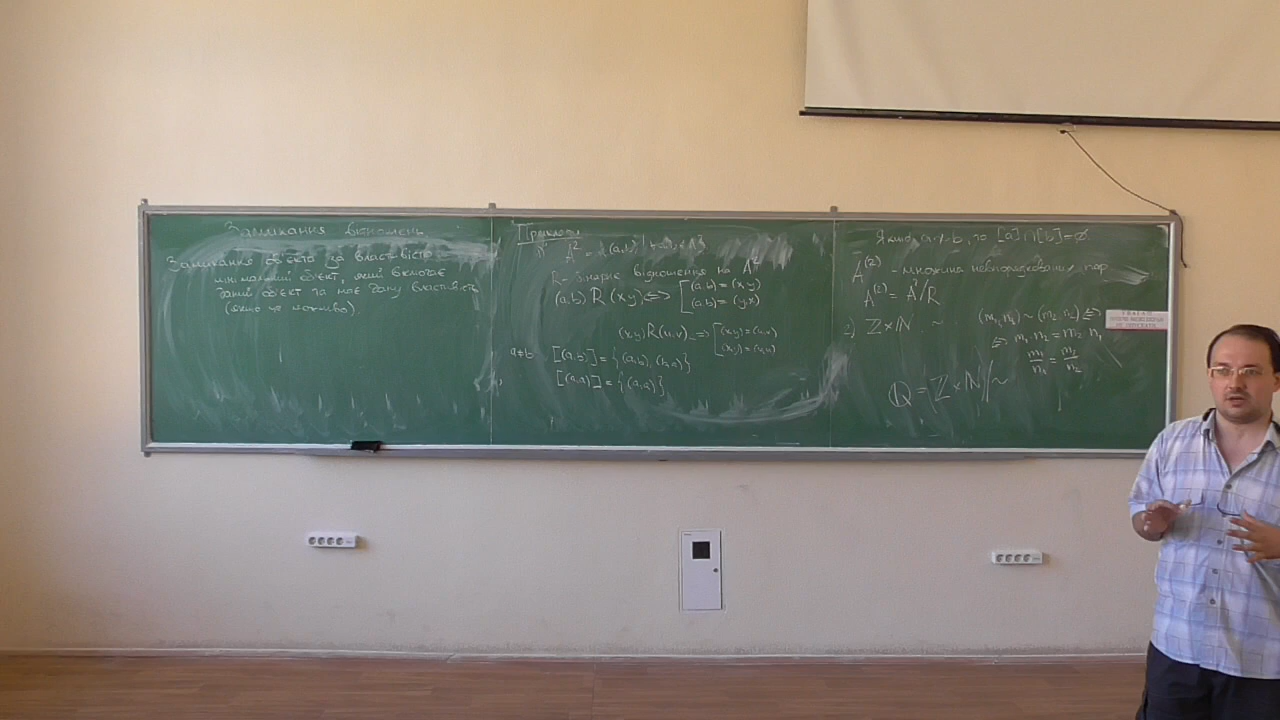 Замикання відношень
Замикання об'єкта за властивістю
мінімальний об'єкт, який включає
даний об'єкт та має дану властивість
(якщо це можливо).
Приклади
1) A² = {(a,b) | a, b ∈ A}
R - бінарне відношення на A²
(a,b) R (x,y) ⇔ [(a,b) = (x,y)
(a,b) = (y,x)
(x,y) R (u,v) ⇒ [(x,y) = (u,v)
(x,y) = (v,u)
a≠b [(a,b)] = {(a,b), (b,a)}
[(a,a)] = {(a,a)}
Якщо a≁b, то [a]∩[b]=∅.
A⁽²⁾ - множина невпорядкованих пар
A⁽²⁾ = A²/R
2) Z×N ~ (m₁, n₁) ~ (m₂, n₂) ⇔
⇔ m₁·n₂ = m₂ n₁
m₁/n₁ = m₂/n₂
Q = Z×N/~